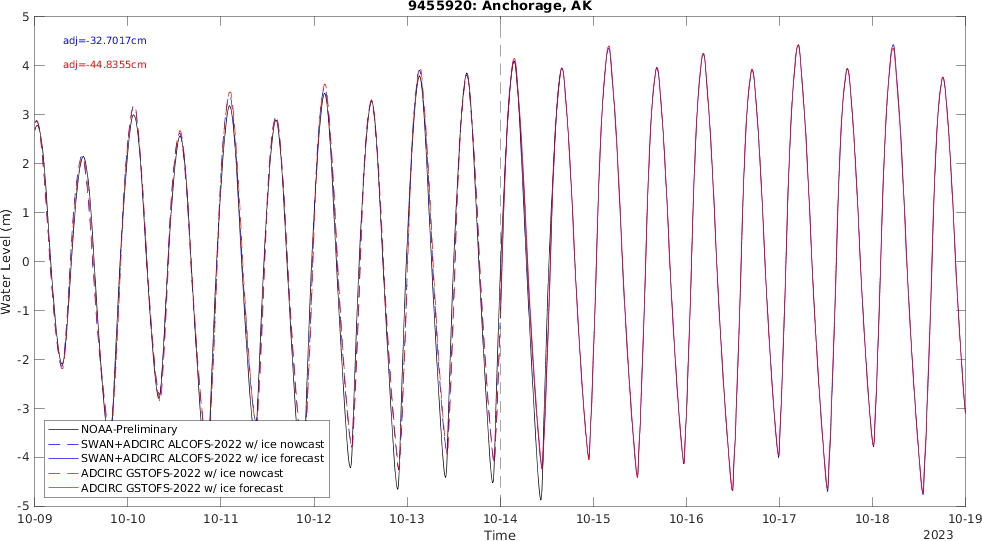 9455920: Anchorage, AK
adj=-32.7017cm
adj=-44.8355cm
Water Level (m)
5
4
3
2
1
0
-1
-2
-3
-4
-5
NOAA-Preliminary
SWAN+ADCIRC ALCOFS-2022 w/ ice nowcast
SWAN+ADCIRC ALCOFS-2022 w/ ice forecast
ADCIRC GSTOFS-2022 w/ ice nowcast
ADCIRC GSTOFS-2022 w/ ice forecast
10-09 10-10 10-11 10-12 10-13 10-14 10-15 10-16 10-17 10-18 10-19
Time
2023